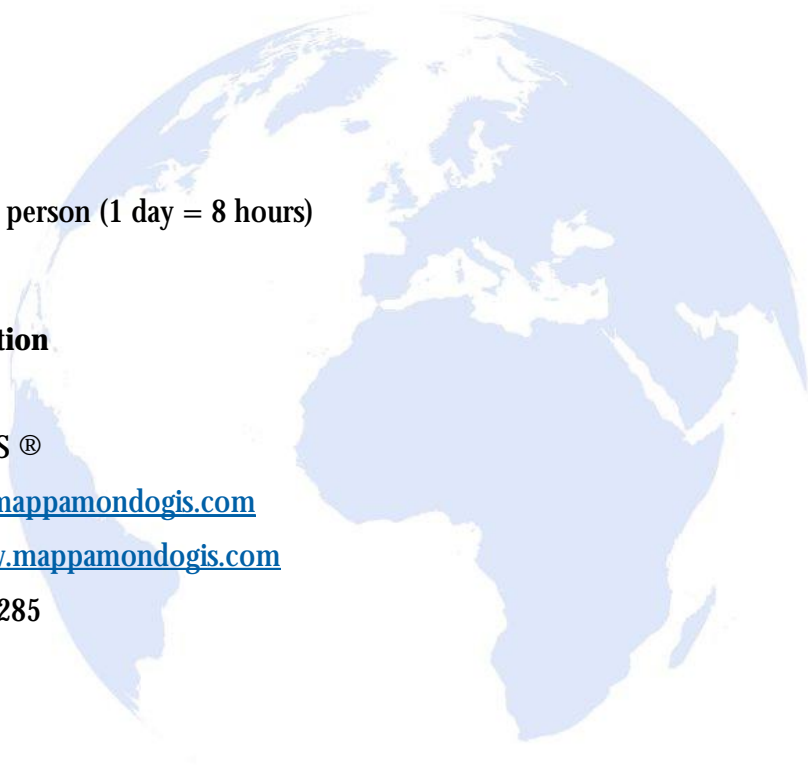 person (1 day = 8 hours)
tion
S ®
mappamondogis.com
.mappamondogis.com
285